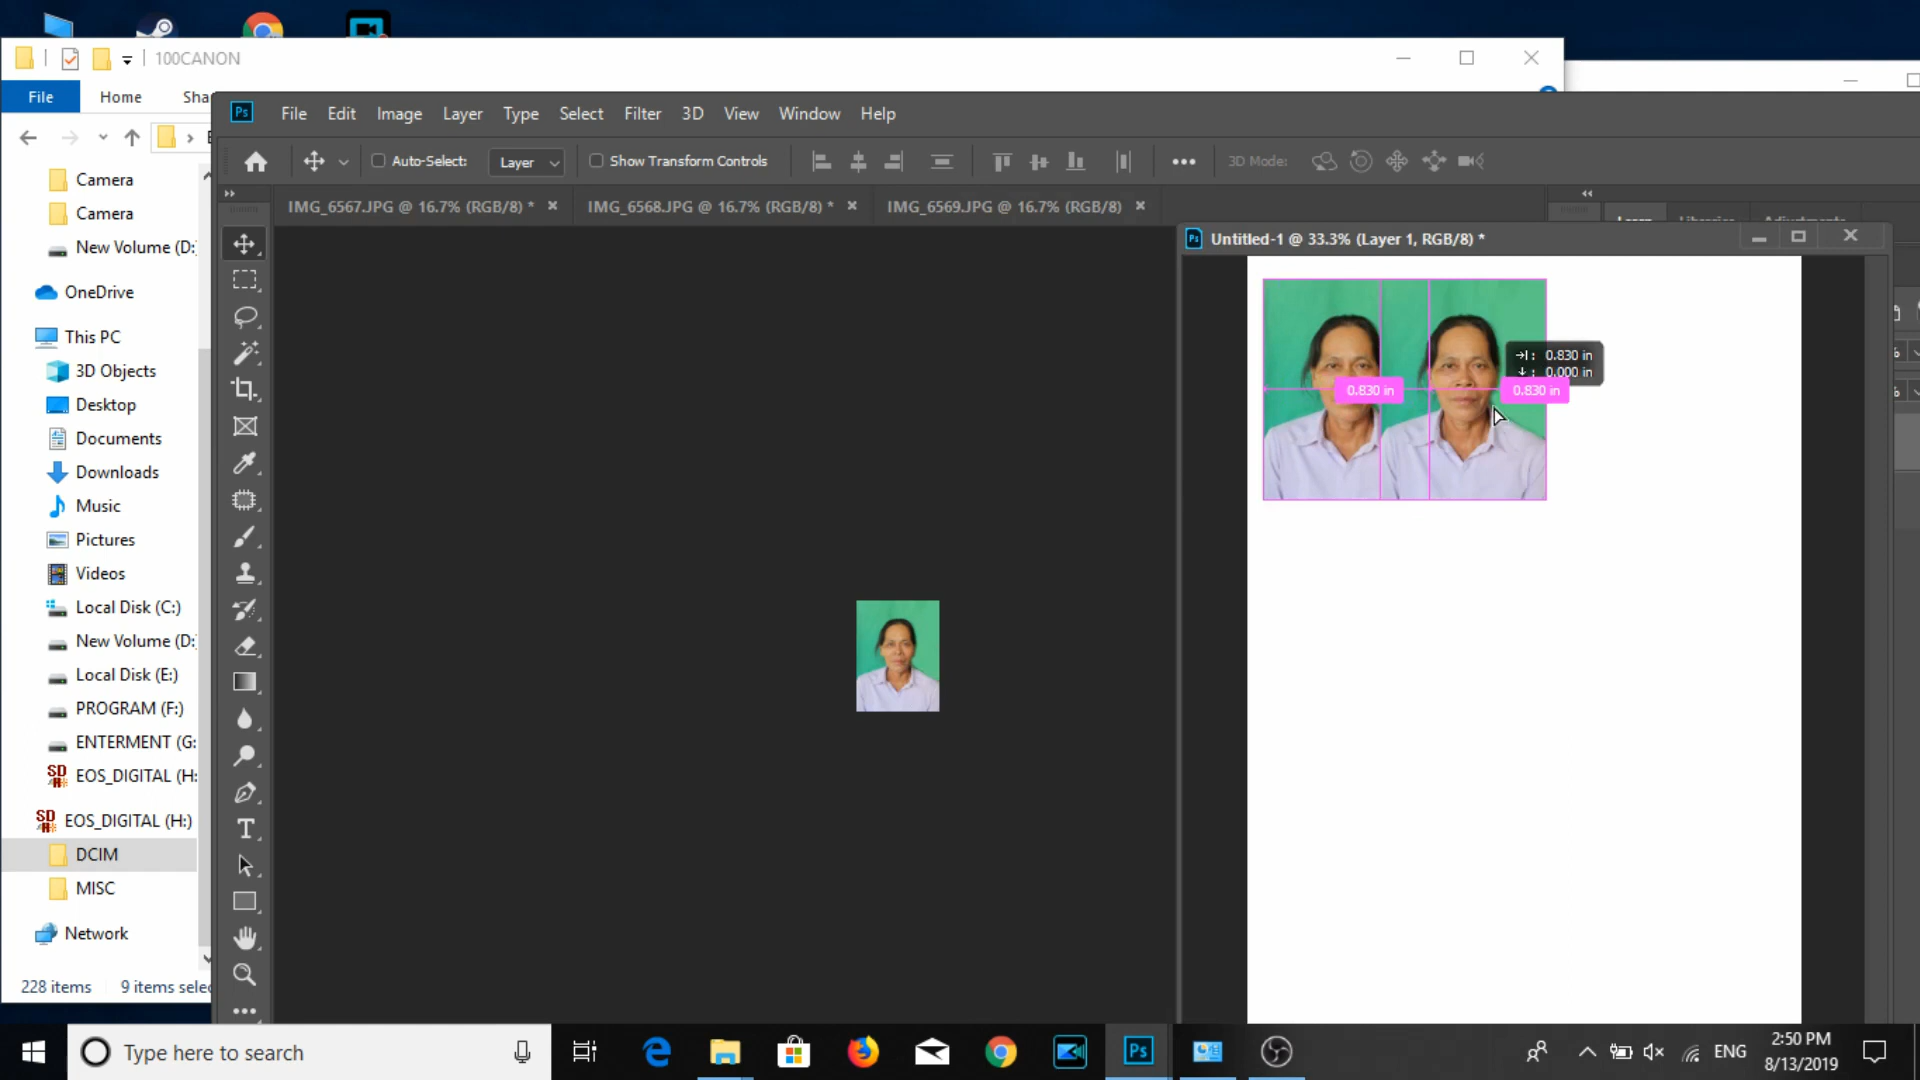 100CANON
File Home Sha
Ps File Edit Image Layer Type Select Filter 3D View Window Help
Auto-Select: Layer Show Transform Controls 3D Mode:
IMG_6567.JPG @ 16.7% (RGB/8) * IMG_6568.JPG @ 16.7% (RGB/8) * IMG_6569.JPG @ 16.7% (RGB/8)
Ps Untitled-1 @ 33.3% (Layer 1, RGB/8) *
Camera
Camera
New Volume (D:
OneDrive
This PC
3D Objects
Desktop
Documents
Downloads
Music
Pictures
Videos
Local Disk (C:)
New Volume (D:
Local Disk (E:)
PROGRAM (F:)
ENTERMENT (G:
SD EOS_DIGITAL (H:
SD EOS_DIGITAL (H:)
DCIM
MISC
Network
228 items 9 items selec
0.830 in
0.000 in
0.830 in 0.830 in
Type here to search
Ps
ENG
2:50 PM
8/13/2019